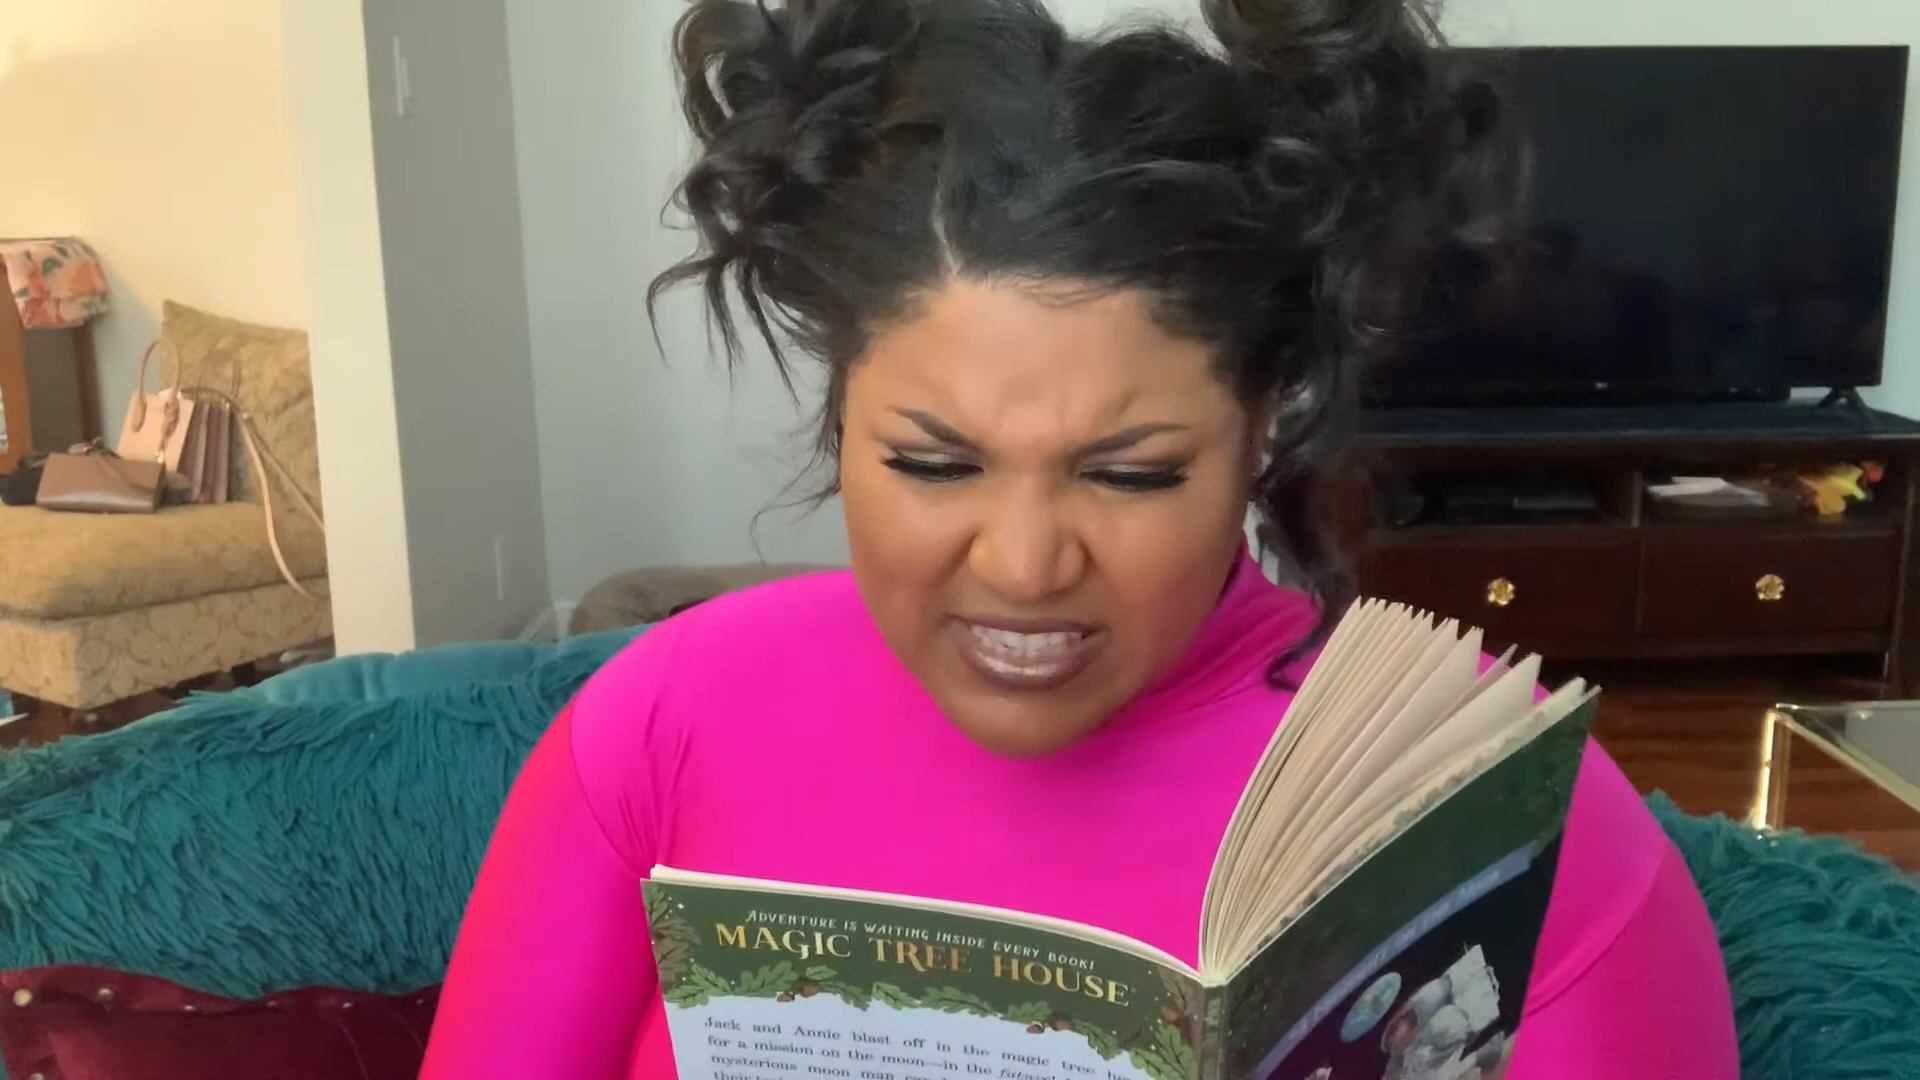 ADVENTURE IS WAITING INSIDE EVERY BOOK!
MAGIC TREE HOUSE
Jack and Annie blast off in the magic tree
for a mission on the moon—in the future!
mysterious moon man
their